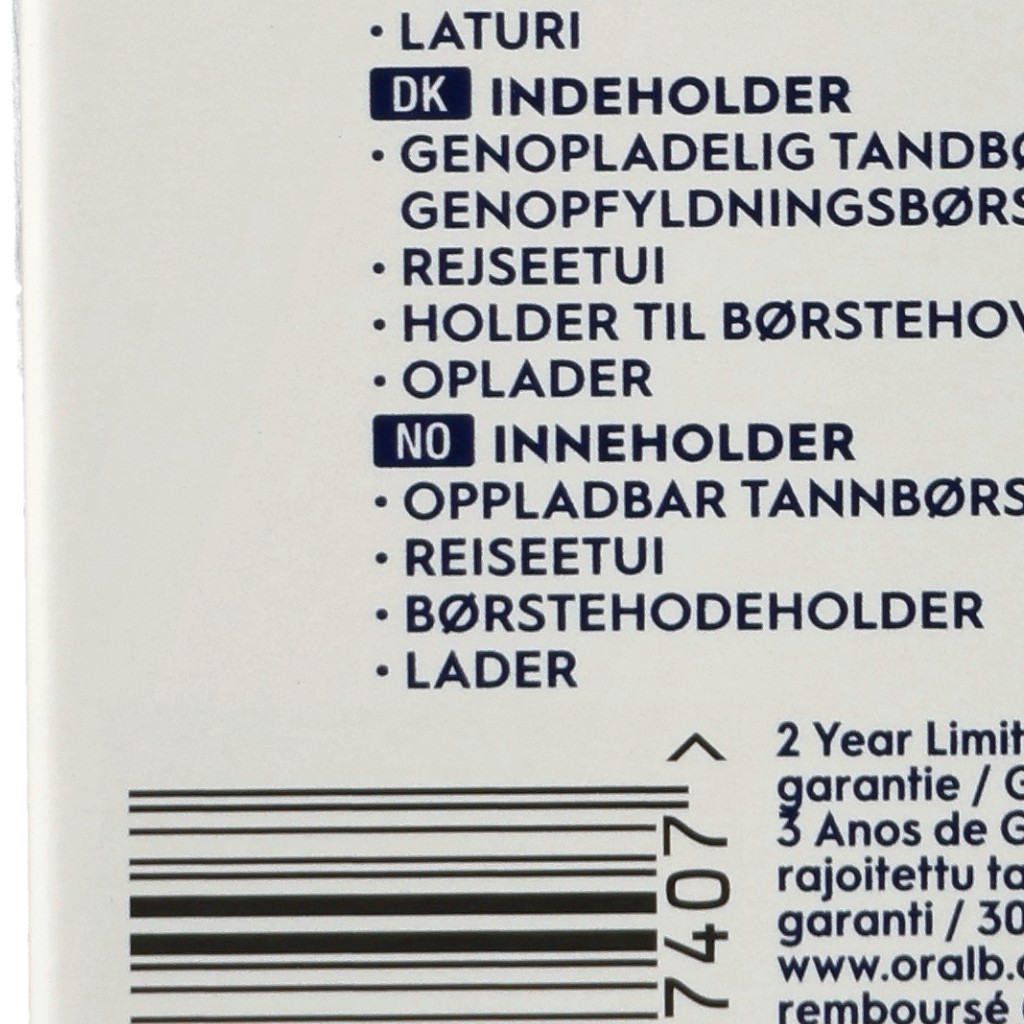 · LATURI
DK INDEHOLDER
· GENOPLADELIG
GENOPFYLDNINGSBØRS
· REJSEETUI
· HOLDER TIL BØRSTEHOV
· OPLADER
NO INNEHOLDER
· OPPLADBAR TANNBØRS
· REISEETUI
· BØRSTEHODEHOLDER
· LADER
2 Year Limit
garantie / G
3 Anos de G
rajoitettu ta
garanti / 30
www.oralb.
remboursé
7407 >